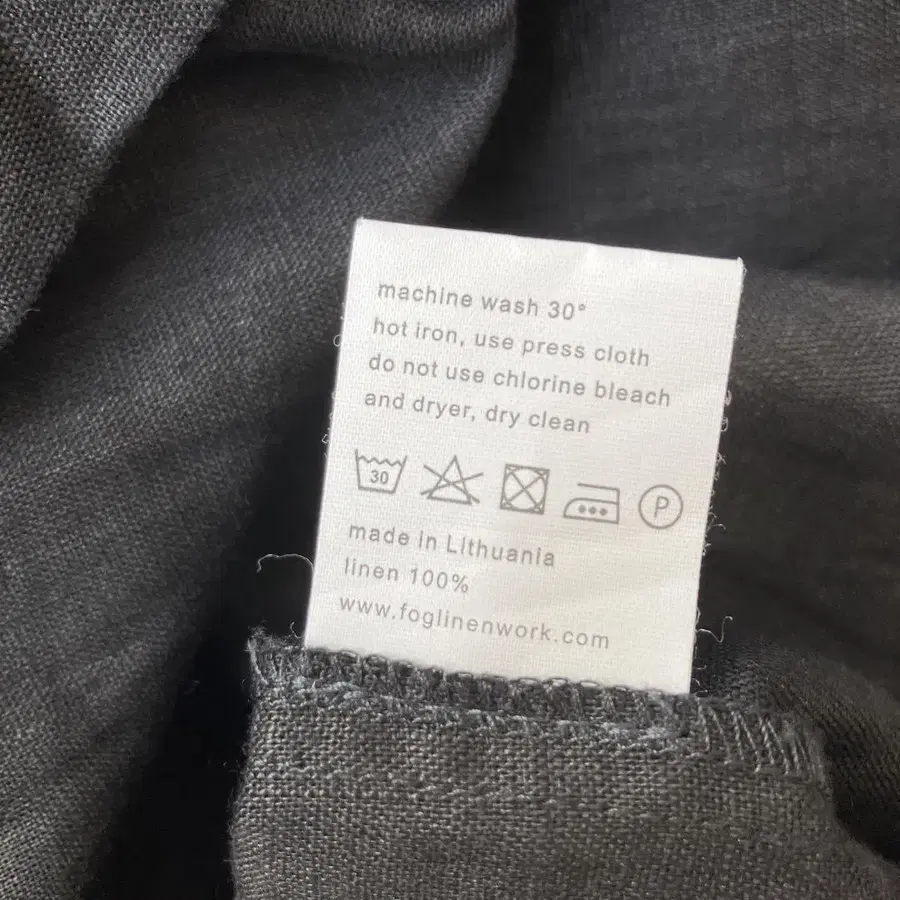 machine wash 30°
hot iron, use press cloth
do not use chlorine bleach
and dryer, dry clean
30 P
made in Lithuania
linen 100%
www.foglinenwork.com